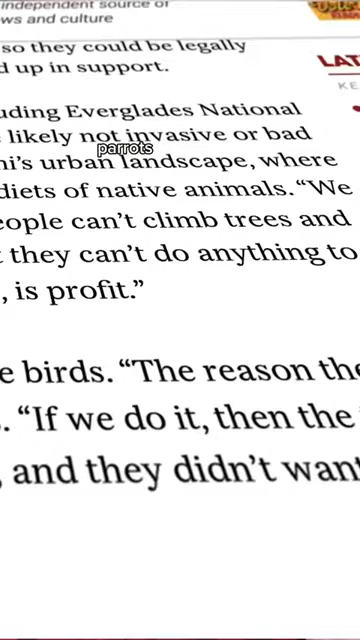 independent source of
ws and culture
so they could be legally
d up in support.
LAT
KE
uding Everglades National
likely not invasive or bad
parrots
ni's urban landscape, where
diets of native animals. “We
eople can’t climb trees and
t they can’t do anything to
, is profit.”
e birds. “The reason the
. “If we do it, then the
, and they didn’t want